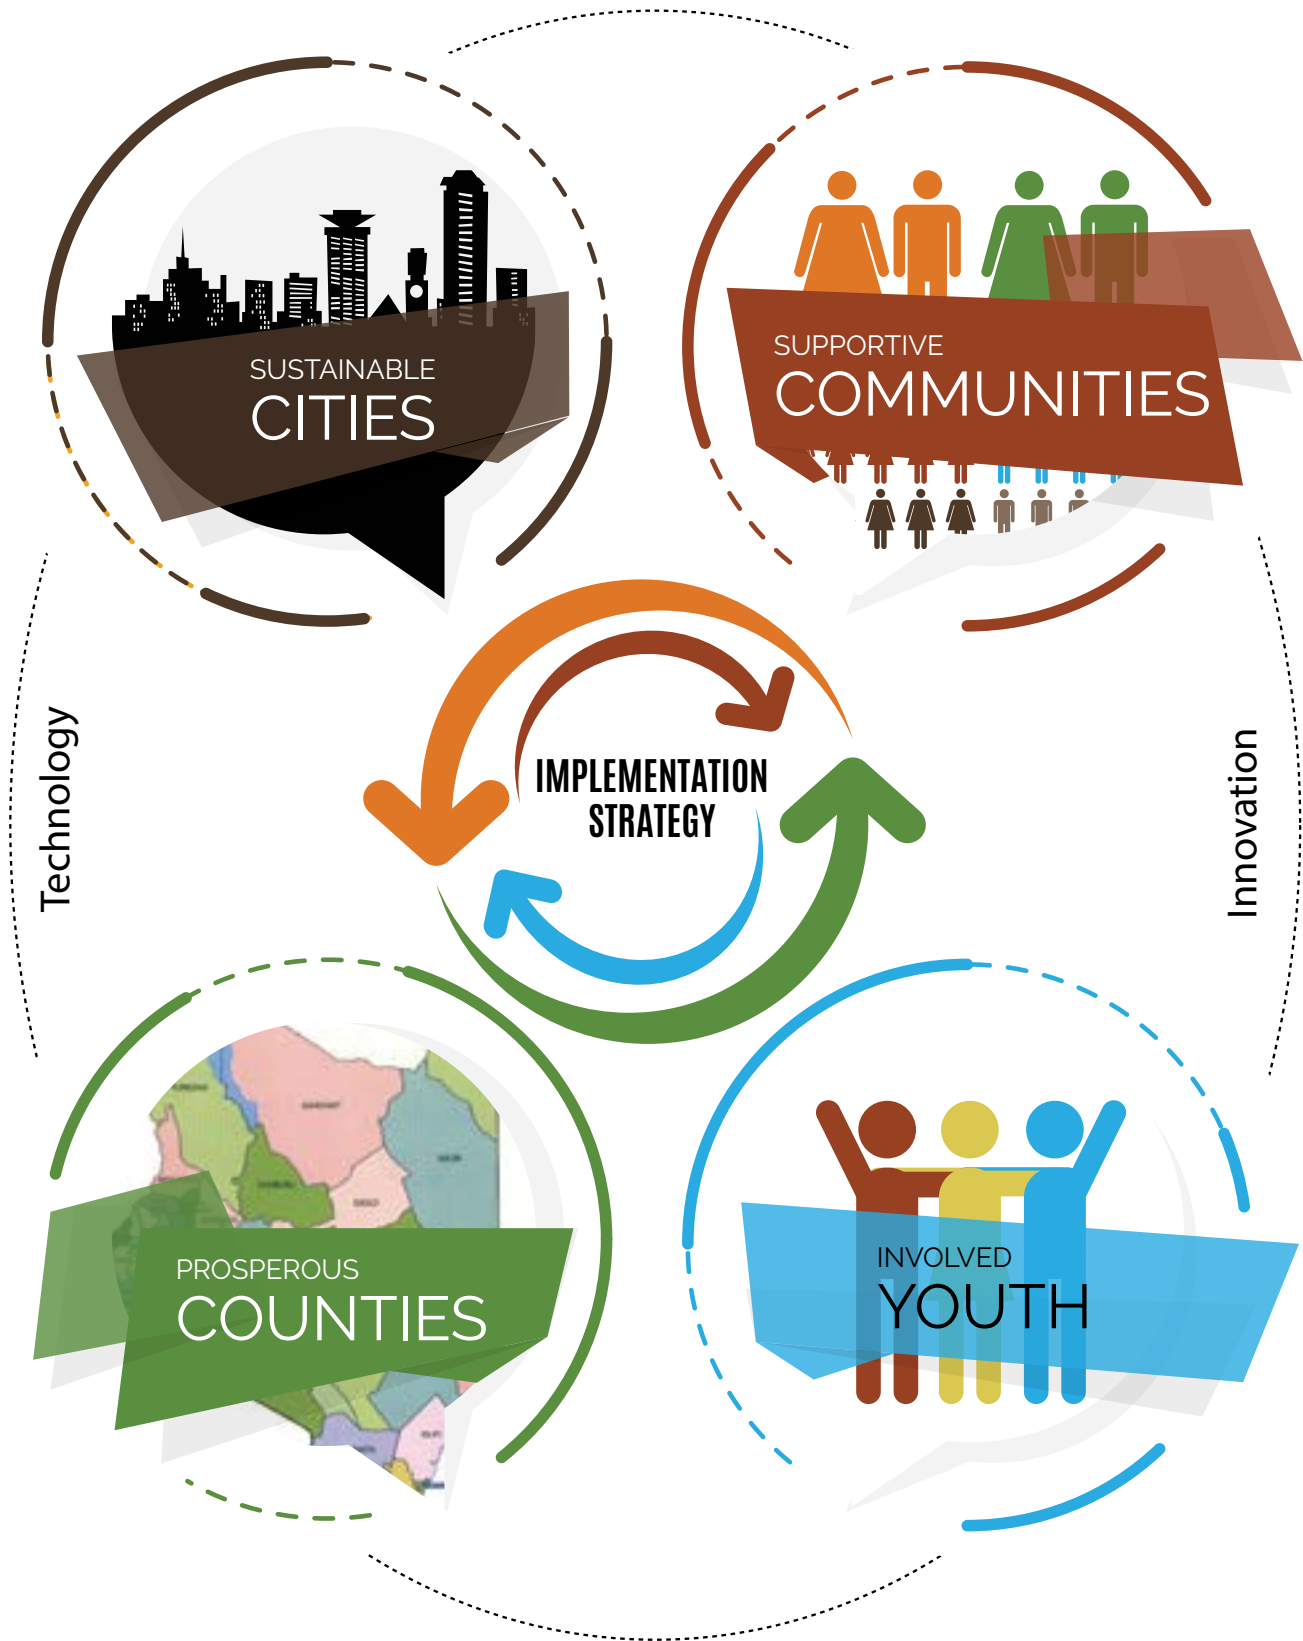 SUSTAINABLE
CITIES
SUPPORTIVE
COMMUNITIES
Technology
IMPLEMENTATION
STRATEGY
Innovation
PROSPEROUS
COUNTIES
INVOLVED
YOUTH